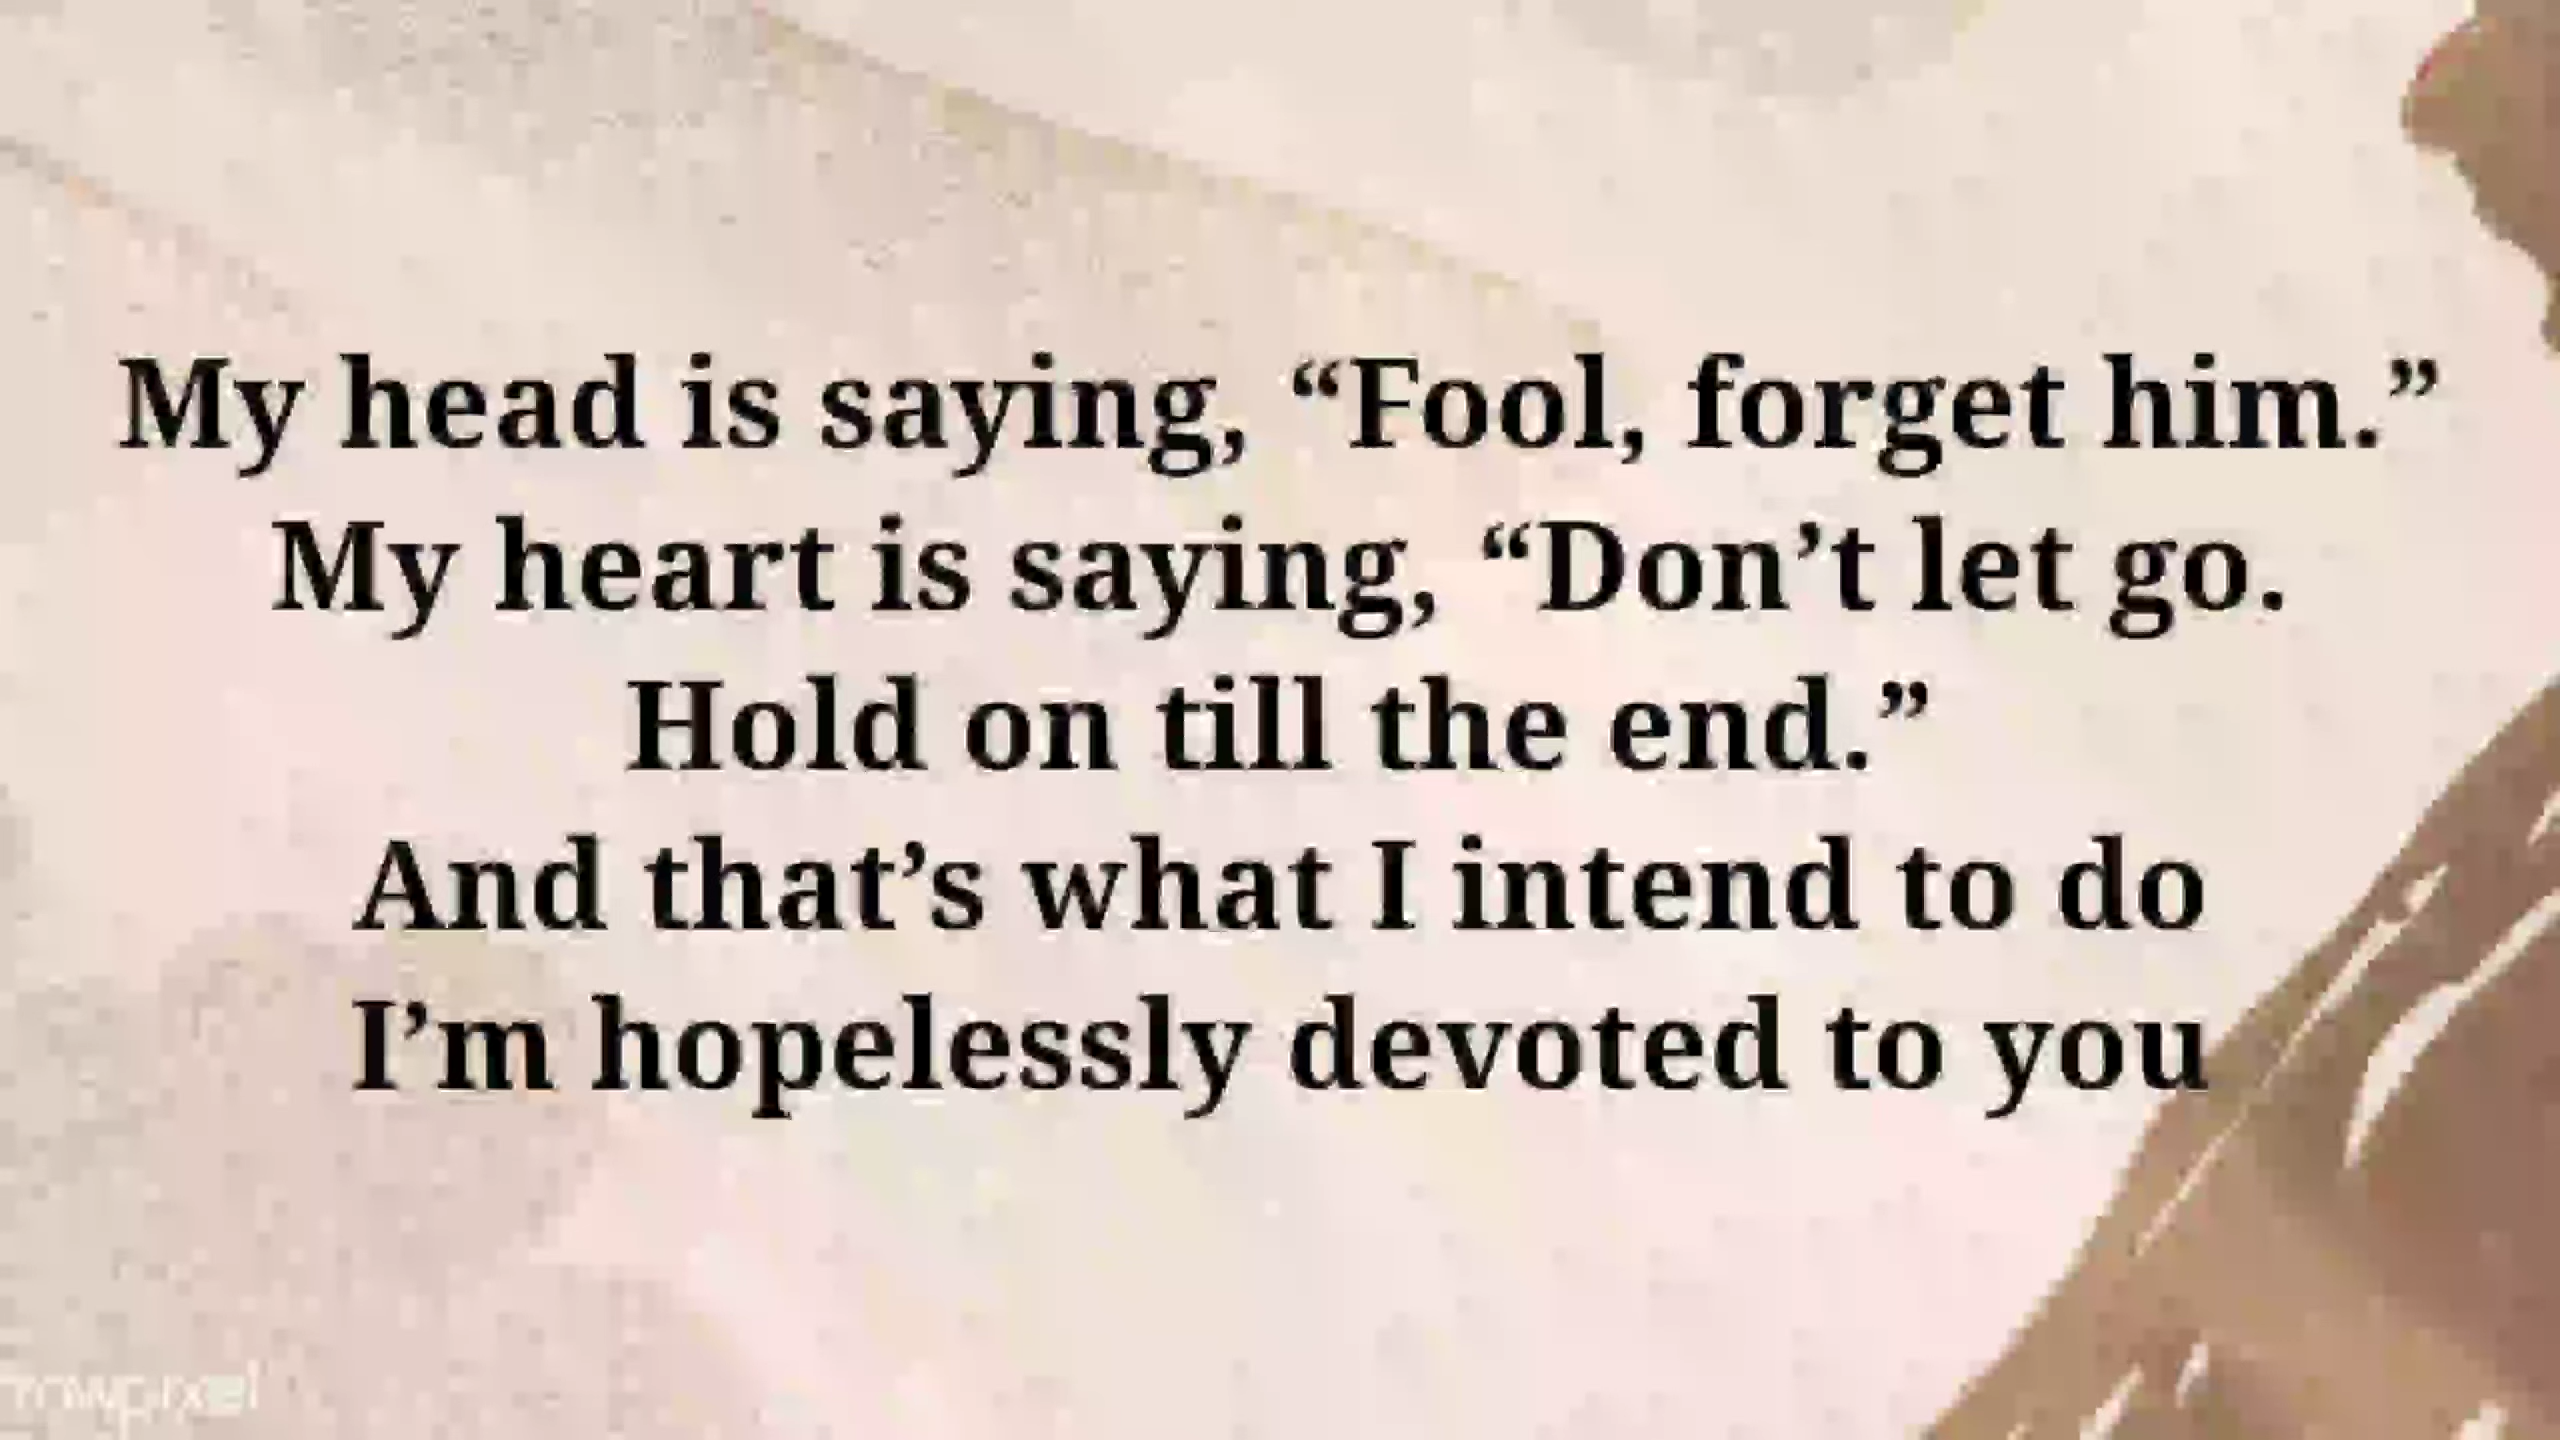 My head is saying, “Fool, forget him.”
My heart is saying, “Don’t let go.
Hold on till the end.”
And that’s what I intend to do
I’m hopelessly devoted to you
rawpixel